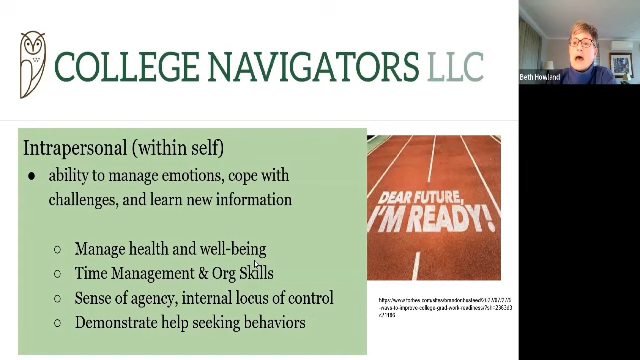 COLLEGE NAVIGATORS LLC
Beth Howland
Intrapersonal (within self)
● ability to manage emotions, cope with
challenges, and learn new information
○ Manage health and well-being
○ Time Management & Org Skills
○ Sense of agency, internal locus of control
○ Demonstrate help seeking behaviors
DEAR FUTURE,
I'M READY!